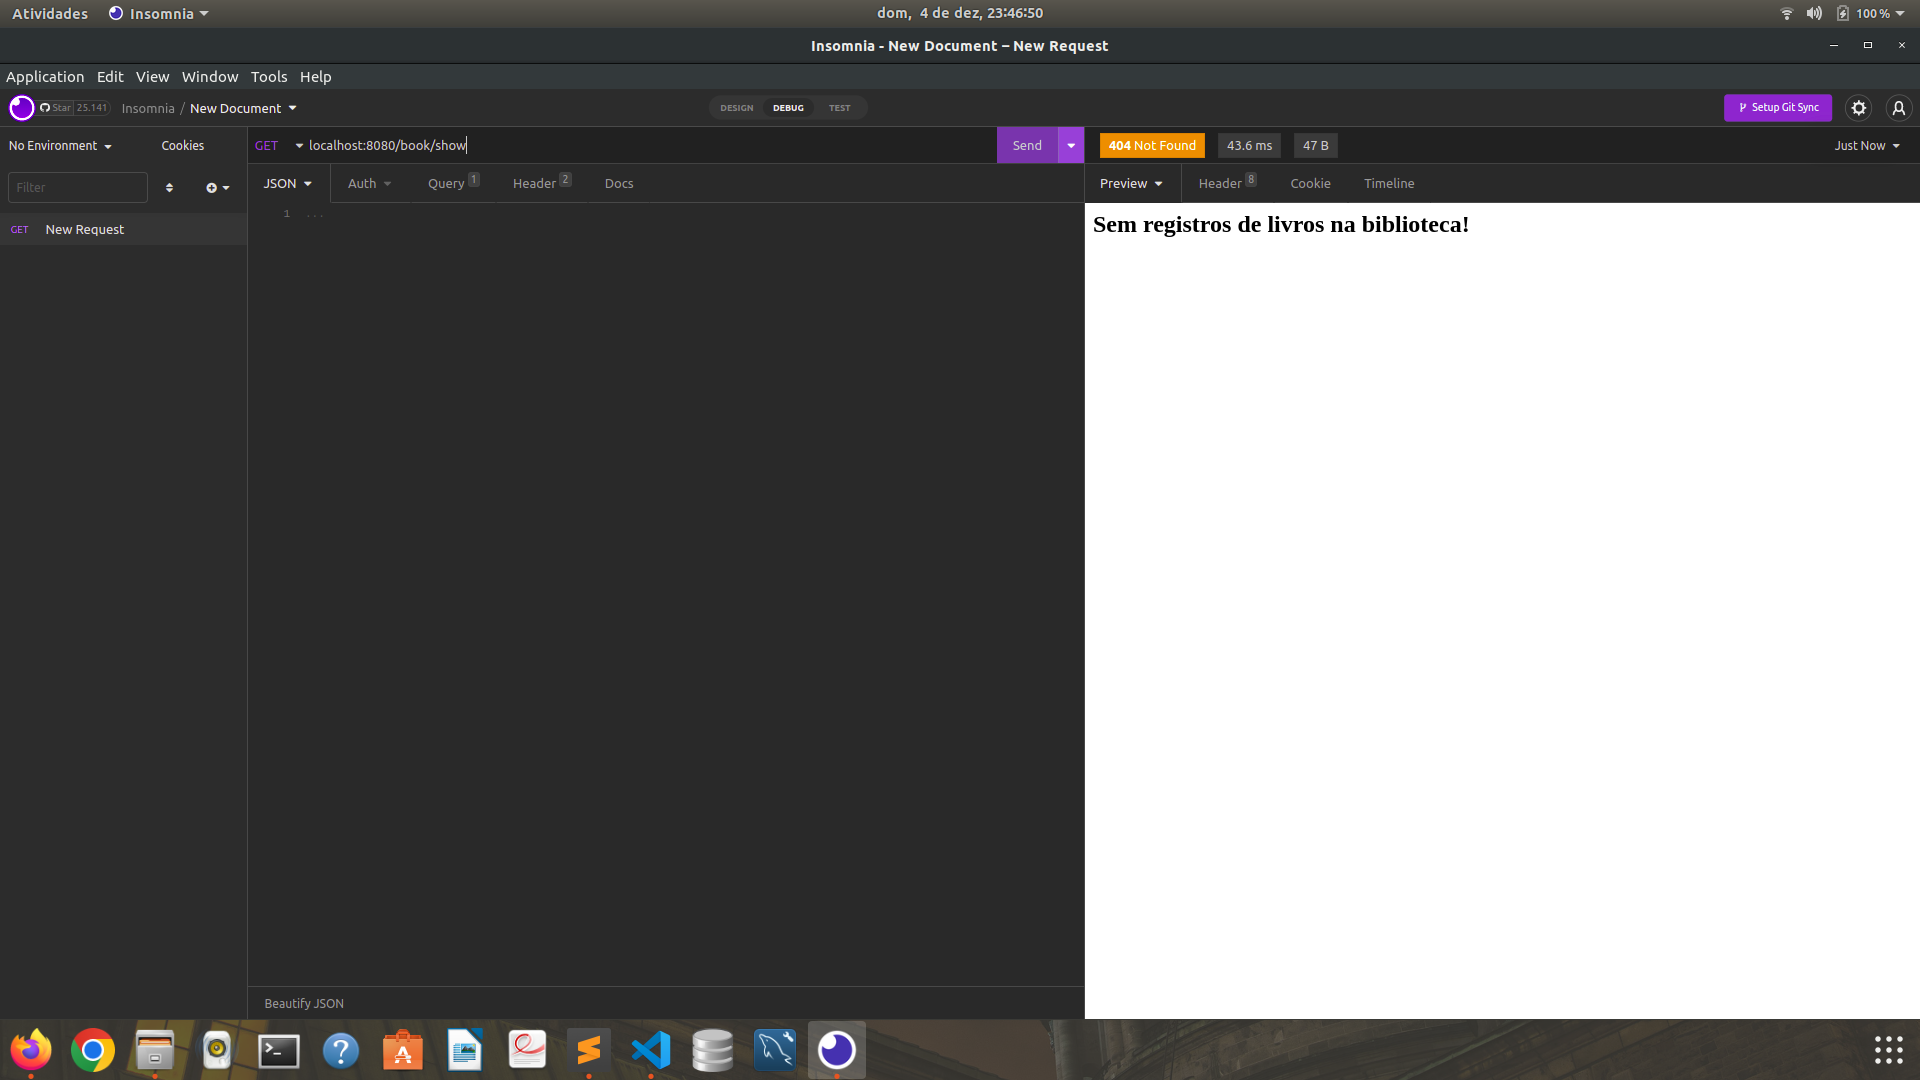 Atividades Insomnia dom, 4 de dez, 23:46:50 100 %
Insomnia - New Document – New Request
Application Edit View Window Tools Help
Star 25.141 Insomnia / New Document DESIGN DEBUG TEST Setup Git Sync
No Environment Cookies GET localhost:8080/book/show Send 404 Not Found 43.6 ms 47 B Just Now
Filter JSON Auth Query 1 Header 2 Docs Preview Header 8 Cookie Timeline
1 ...
Sem registros de livros na biblioteca!
GET New Request
Beautify JSON